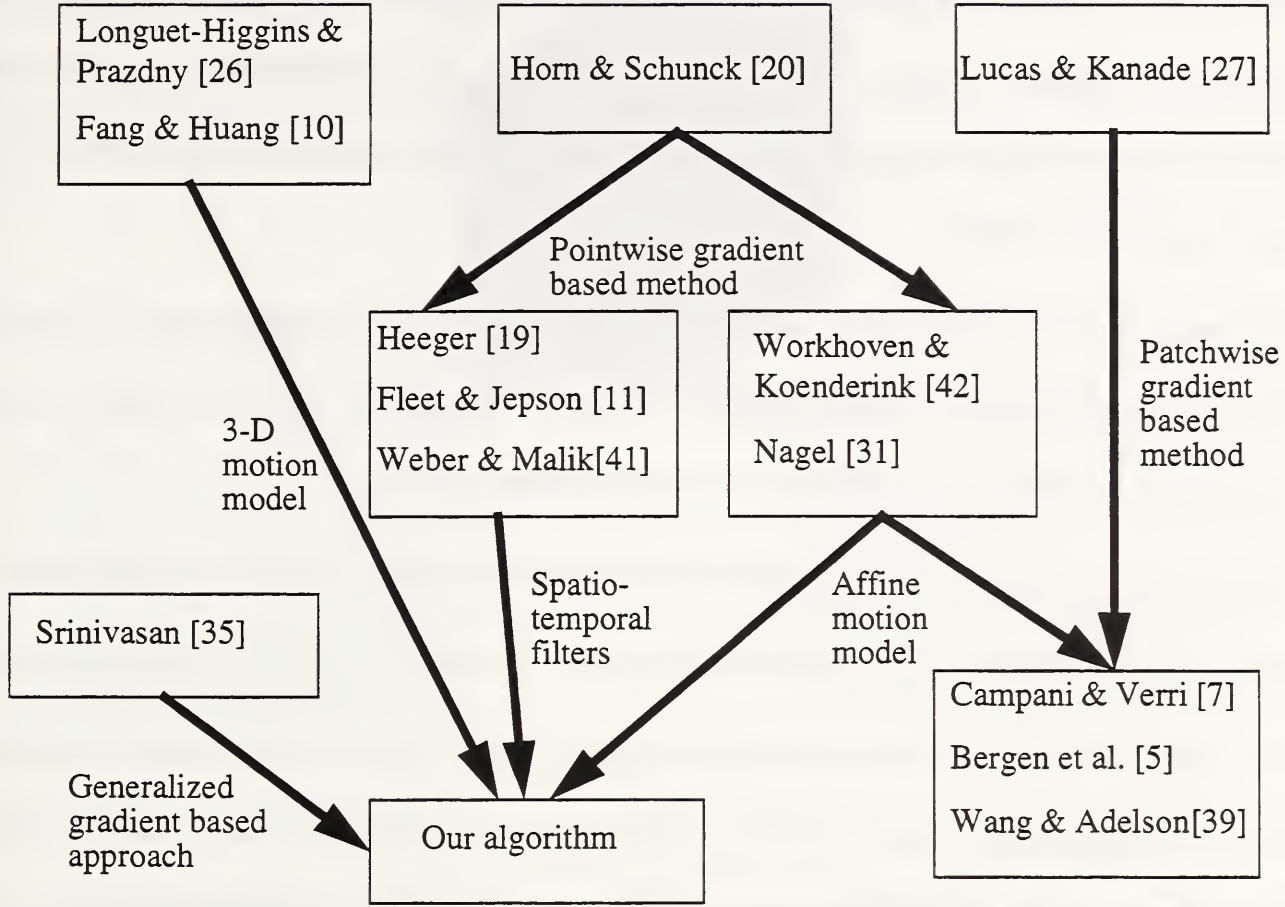 Longuet-Higgins &
Prazdny [26]
Fang & Huang [10]
Horn & Schunck [20]
Lucas & Kanade [27]
Pointwise gradient
based method
Heeger [19]
Fleet & Jepson [11]
Weber & Malik[41]
Workhoven &
Koenderink [42]
Nagel [31]
Patchwise
gradient
based
method
3-D
motion
model
Srinivasan [35]
Spatio-
temporal
filters
Affine
motion
model
Campani & Verri [7]
Bergen et al. [5]
Wang & Adelson[39]
Generalized
gradient based
approach
Our algorithm